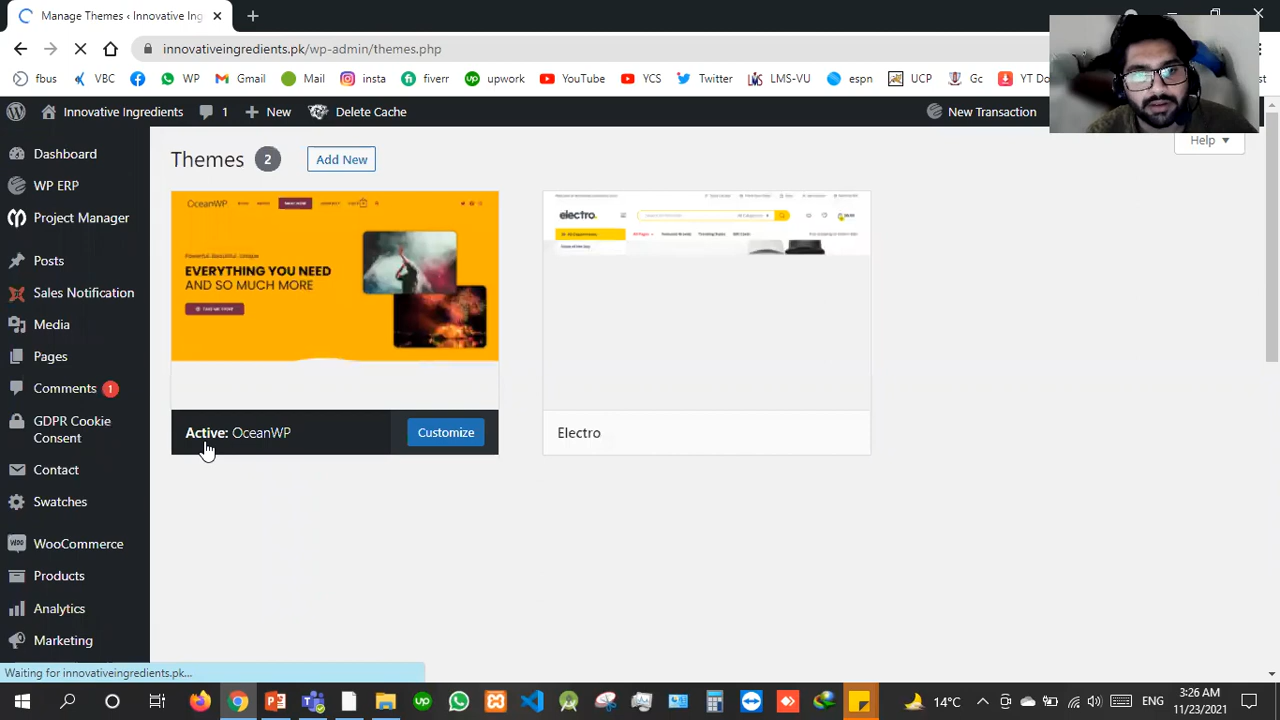 Manage Themes ‹ Innovative Ing
innovativeingredients.pk/wp-admin/themes.php
fbus
VBC
WP
Gmail
Mail
insta
fiverr
upwork
YouTube
YCS
Twitter
LMS-VU
espn
UCP
Gc
YT Do
st
Innovative Ingredients
1
New
Delete Cache
New Transaction
Help
Dashboard
WP ERP
Project Manager
Posts
Sales Notification
Media
Pages
Comments 1
GDPR Cookie
Consent
Contact
Swatches
WooCommerce
Products
Analytics
Marketing
Themes 2
Add New
OceanWP
EVERYTHING YOU NEED
AND SO MUCH MORE
Active: OceanWP
Customize
electro.
Electro
Waiting for innovativeingredients.pk...
14°C
ENG
3:26 AM
11/23/2021